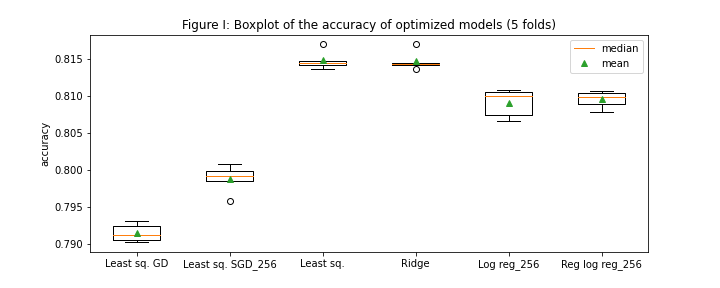 Figure I: Boxplot of the accuracy of optimized models (5 folds)
median
mean
0.815
0.810
0.805
0.800
0.795
0.790
accuracy
Least sq. GD
Least sq. SGD_256
Least sq.
Ridge
Log reg_256
Reg log reg_256